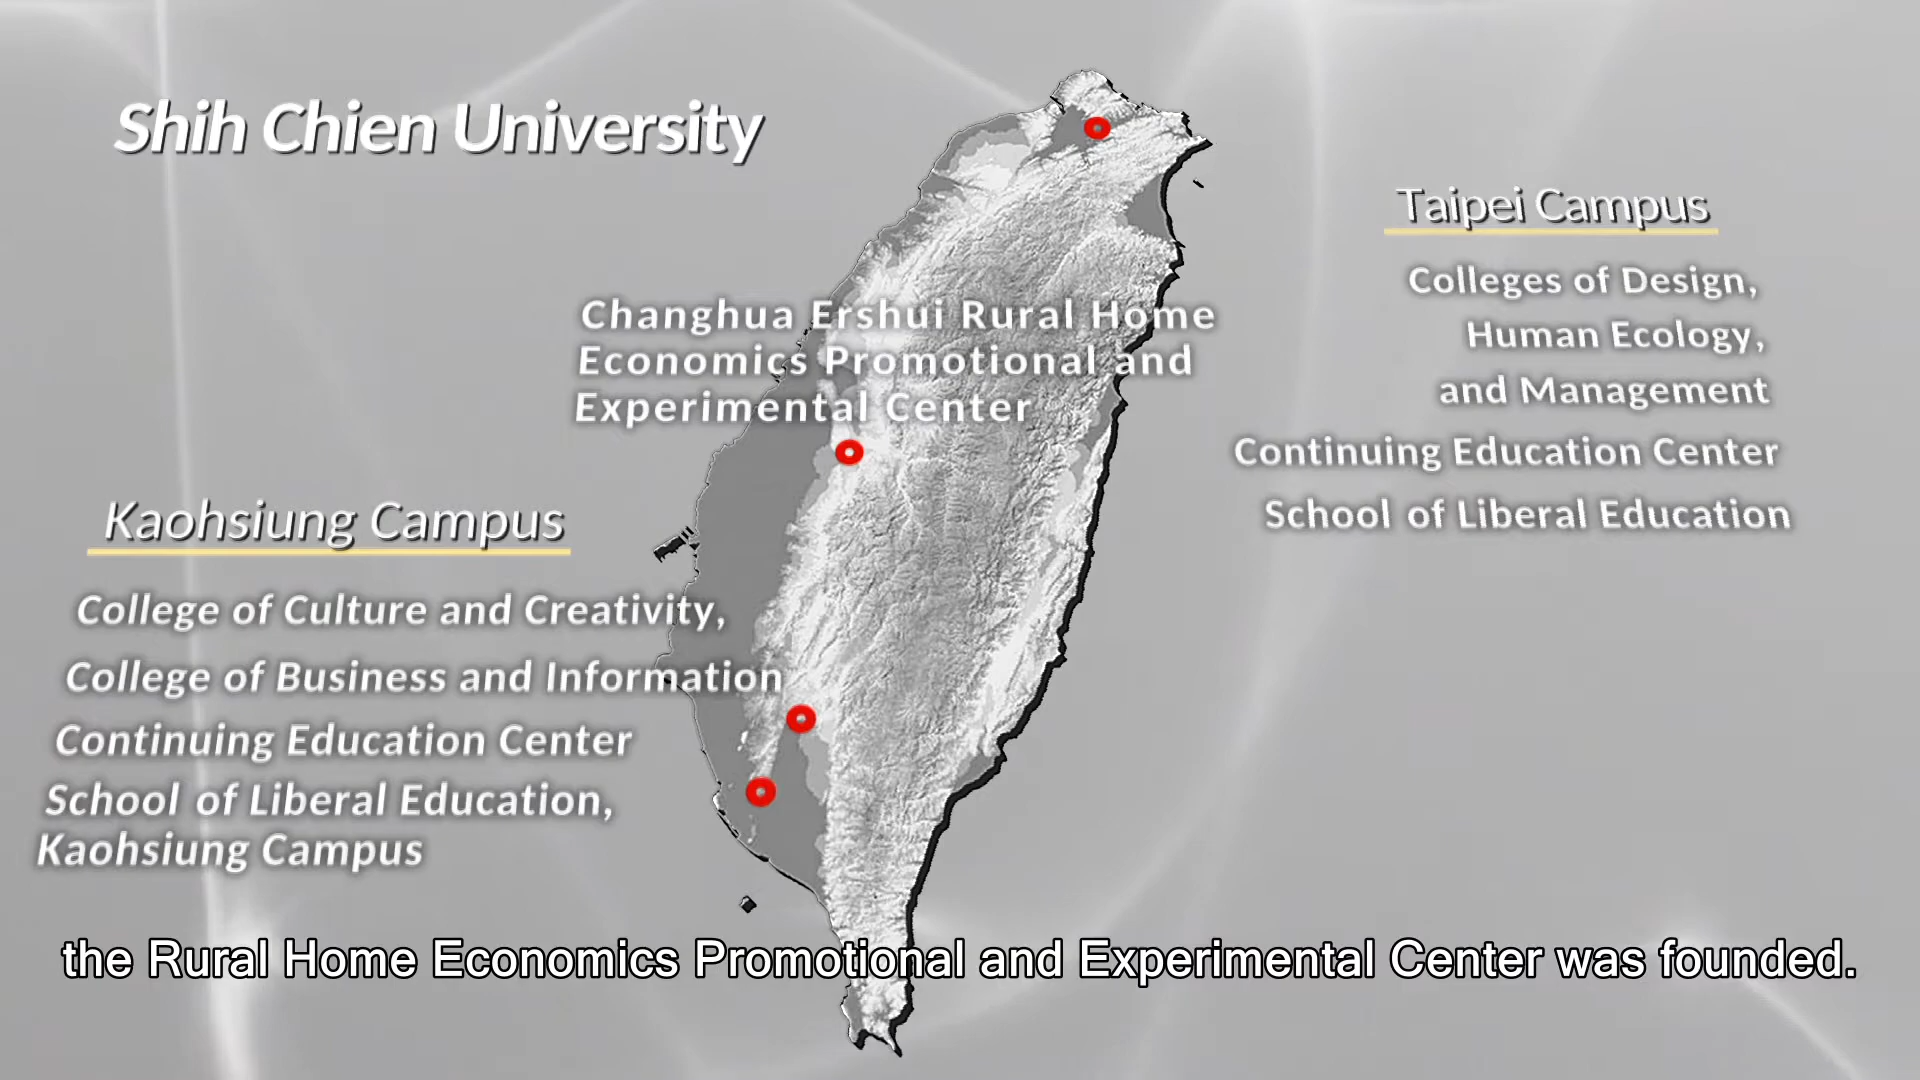 Shih Chien University
Taipei Campus
Colleges of Design,
Human Ecology,
and Management
Continuing Education Center
School of Liberal Education
Changhua Ershui Rural Home
Economics Promotional and
Experimental Center
Kaohsiung Campus
College of Culture and Creativity,
College of Business and Information
Continuing Education Center
School of Liberal Education,
Kaohsiung Campus
the Rural Home Economics Promotional and Experimental Center was founded.